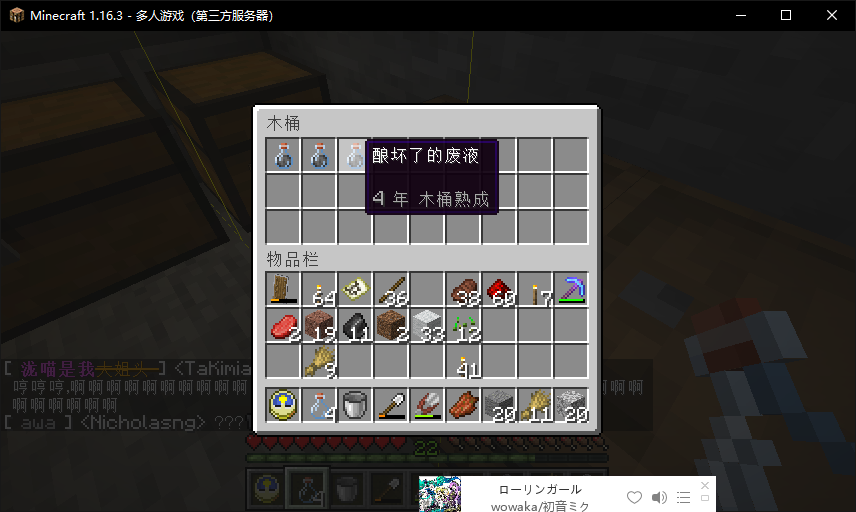 Minecraft 1.16.3 - 多人游戏（第三方服务器）
木桶
酿坏了的废液
4 年 木桶熟成
物品栏
64
36
38
60
17
2
19
11
2
33
12
9
41
4
20
11
20
[ 泷喵是我大姐头 ] <TaKimia
哼哼哼,啊啊啊啊啊啊啊啊啊
啊啊啊啊啊啊
[ awa ] <Nicholasng> ???
22
4
ローリンガール
wowaka/初音ミク